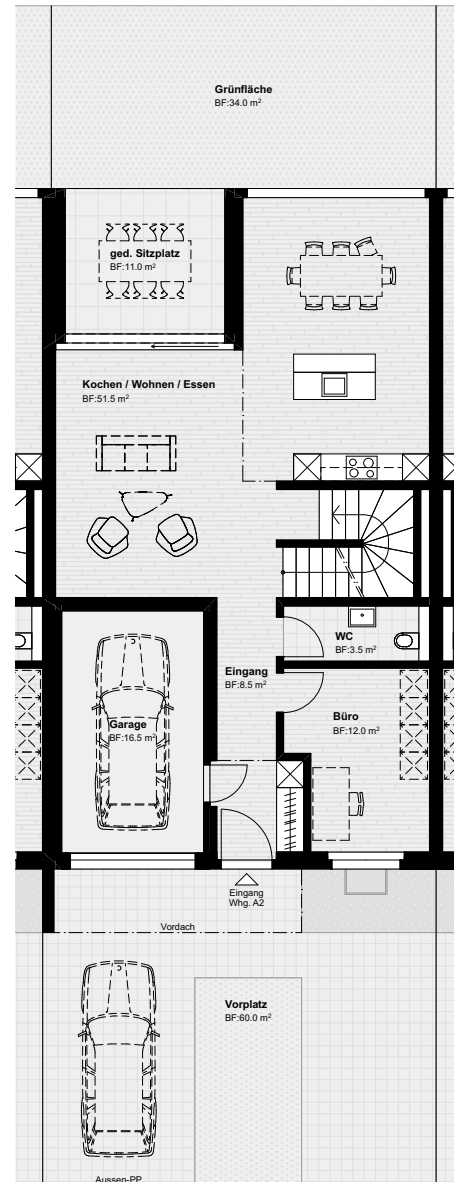 Grünfläche
BF:34.0 m²
ged. Sitzplatz
BF:11.0 m²
Kochen / Wohnen / Essen
BF:51.5 m²
WC
BF:3.5 m²
Eingang
BF:8.5 m²
Büro
BF:12.0 m²
Garage
BF:16.5 m²
Eingang
Whg. A2
Vordach
Vorplatz
BF:60.0 m²
Aussen-PP